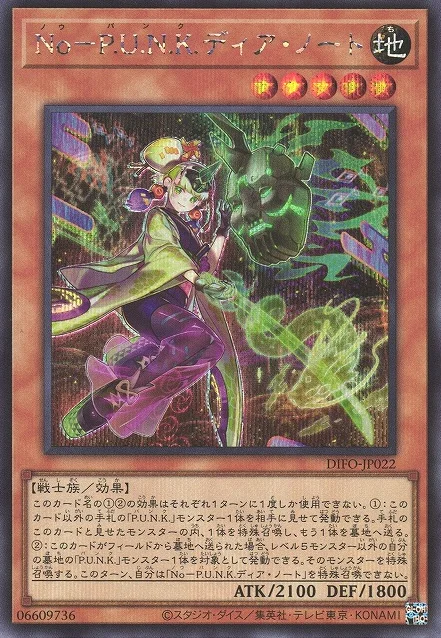 No-P.U.N.K.ディア・ノート
ノウ パンク
地
DIFO-JP022
【戦士族/効果】
このカード名の①②の効果はそれぞれ1ターンに1度しか使用できない。①:この
カード以外の手札の「P.U.N.K.」モンスター1体を相手に見せて発動できる。手札の
このカードと見せたモンスターの内、1体を特殊召喚し、もう1体を墓地へ送る。
②:このカードがフィールドから墓地へ送られた場合、レベル5モンスター以外の自分
の墓地の「P.U.N.K.」モンスター1体を対象として発動できる。そのモンスターを特殊
召喚する。このターン、自分は「No-P.U.N.K.ディア・ノート」を特殊召喚できない。
ATK/2100 DEF/1800
06609736
©スタジオ・ダイス/集英社・テレビ東京・KONAMI